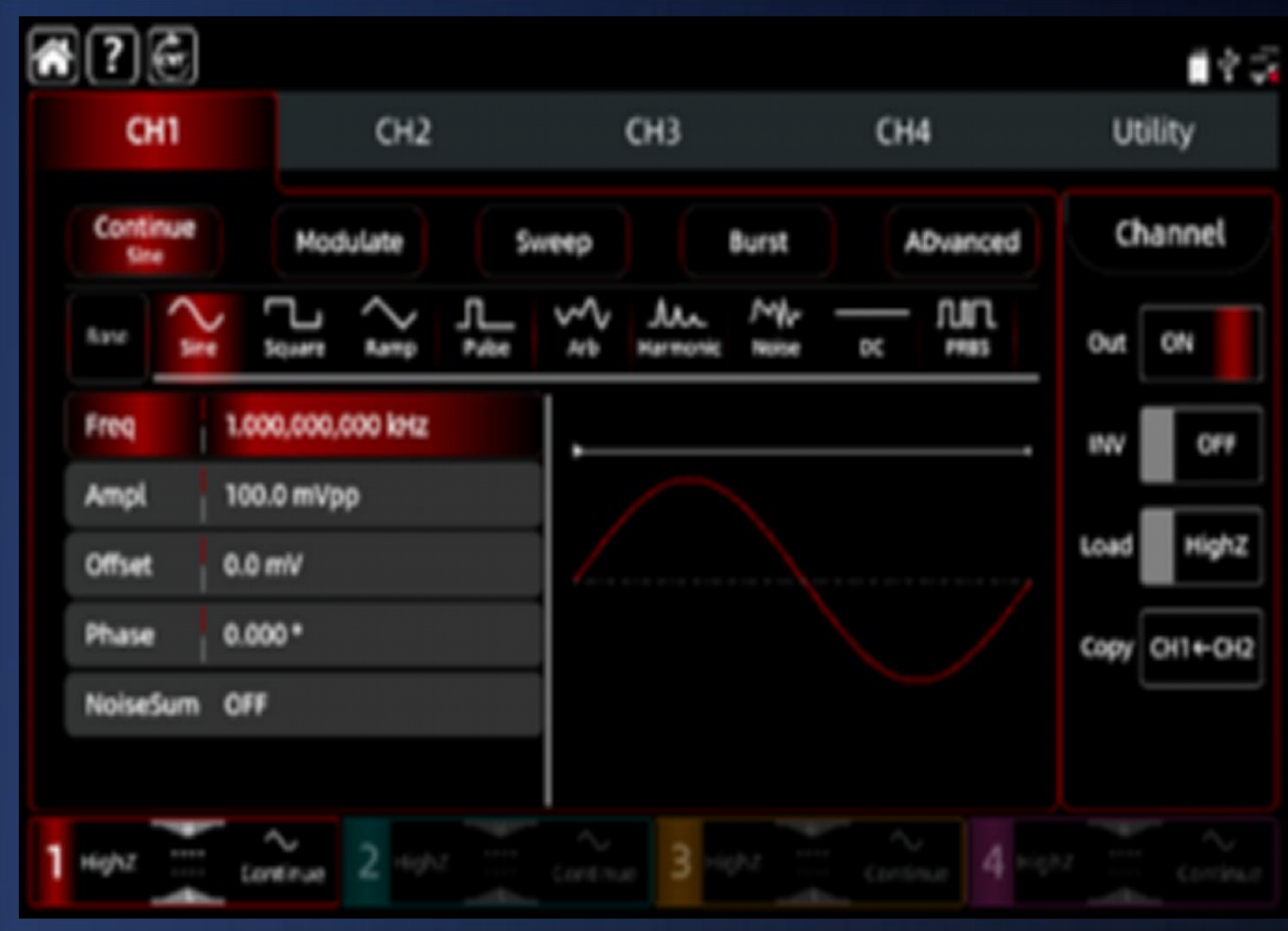 ?
CH1 CH2 CH3 CH4 Utility
Continue
Sine
Modulate Sweep Burst ADvanced Channel
Base Sine Square Ramp Pulse Arb Harmonic Noise DC PRBS
Out ON
Freq 1.000,000,000 kHz
INV OFF
Ampl 100.0 mVpp
Offset 0.0 mV
Load HighZ
Phase 0.000°
Copy CH1←CH2
NoiseSum OFF
1 HighZ Continue 2 HighZ Continue 3 HighZ Continue 4 HighZ Continue